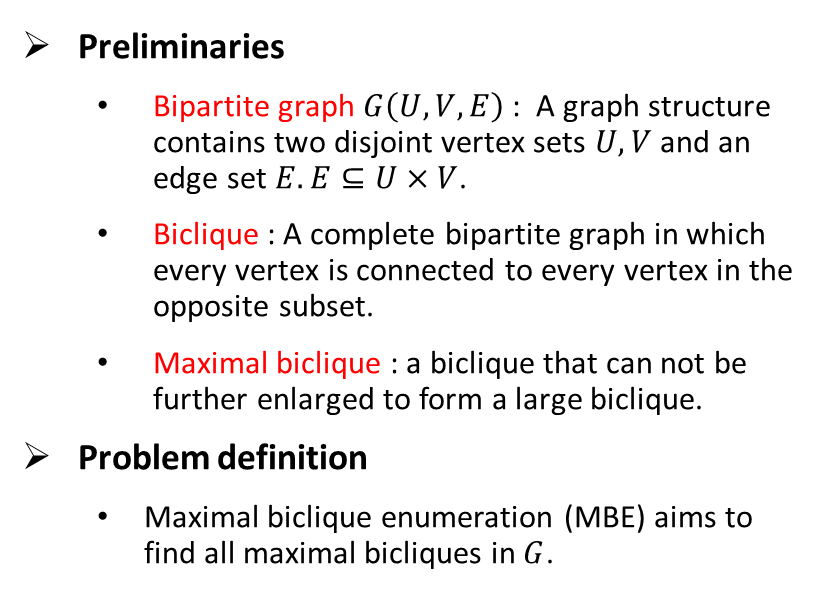 ➢ Preliminaries
• Bipartite graph G(U, V, E) : A graph structure
contains two disjoint vertex sets U, V and an
edge set E. E ⊆ U × V.
• Biclique : A complete bipartite graph in which
every vertex is connected to every vertex in the
opposite subset.
• Maximal biclique : a biclique that can not be
further enlarged to form a large biclique.
➢ Problem definition
• Maximal biclique enumeration (MBE) aims to
find all maximal bicliques in G.